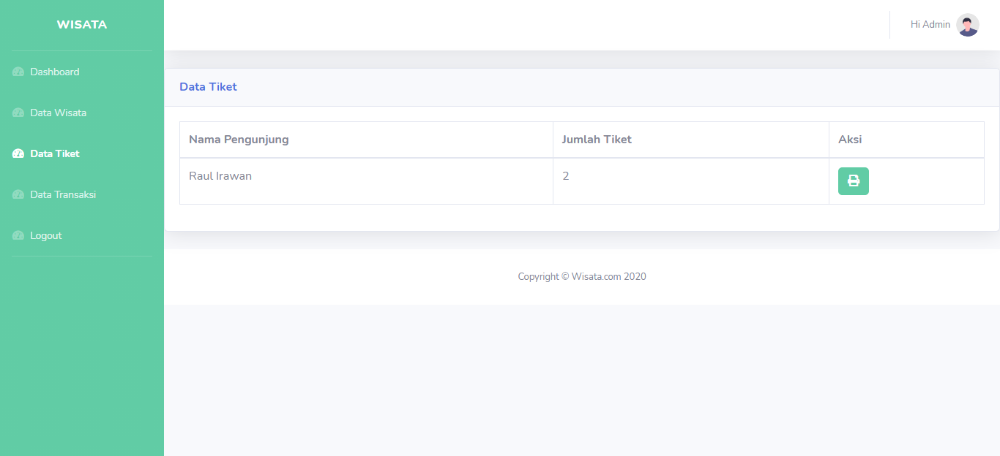 WISATA
Hi Admin
Dashboard
Data Wisata
Data Tiket
Data Transaksi
Logout
Data Tiket
Nama Pengunjung Jumlah Tiket Aksi
Raul Irawan 2
Copyright © Wisata.com 2020